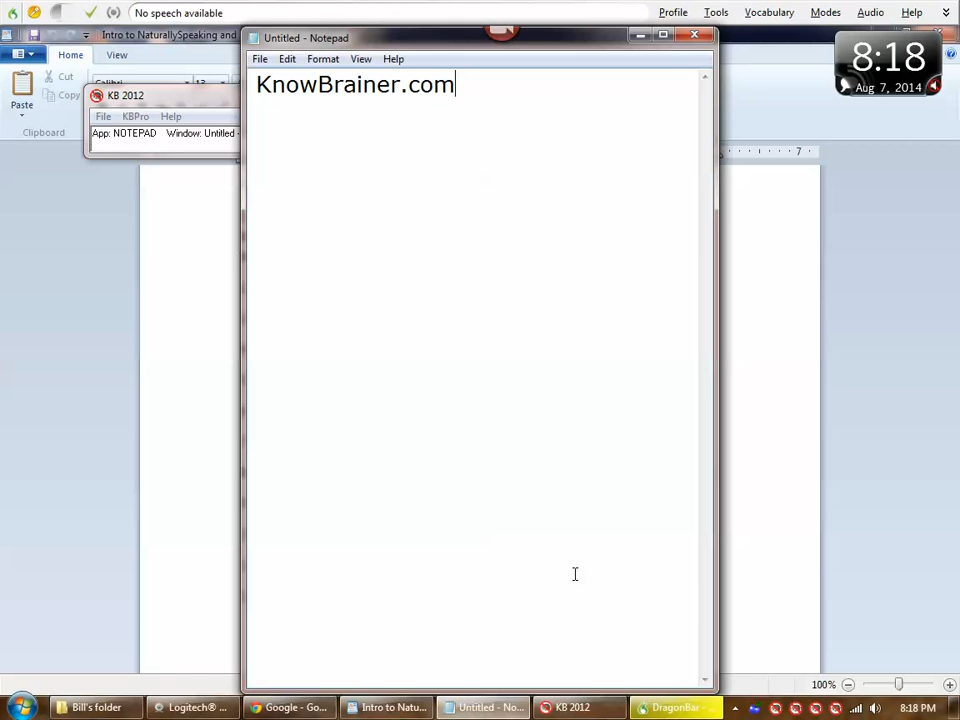 No speech available
Profile Tools Vocabulary Modes Audio Help
Intro to NaturallySpeaking and
Untitled - Notepad
Home View
File Edit Format View Help
8:18
Aug 7, 2014
KnowBrainer.com
Cut
Copy
Paste
Clipboard
KB 2012
File KBPro Help
App: NOTEPAD Window: Untitled -
7
100%
Bill's folder
Logitech® ...
Google - Go...
Intro to Natu...
Untitled - No...
KB 2012
DragonBar - ...
8:18 PM